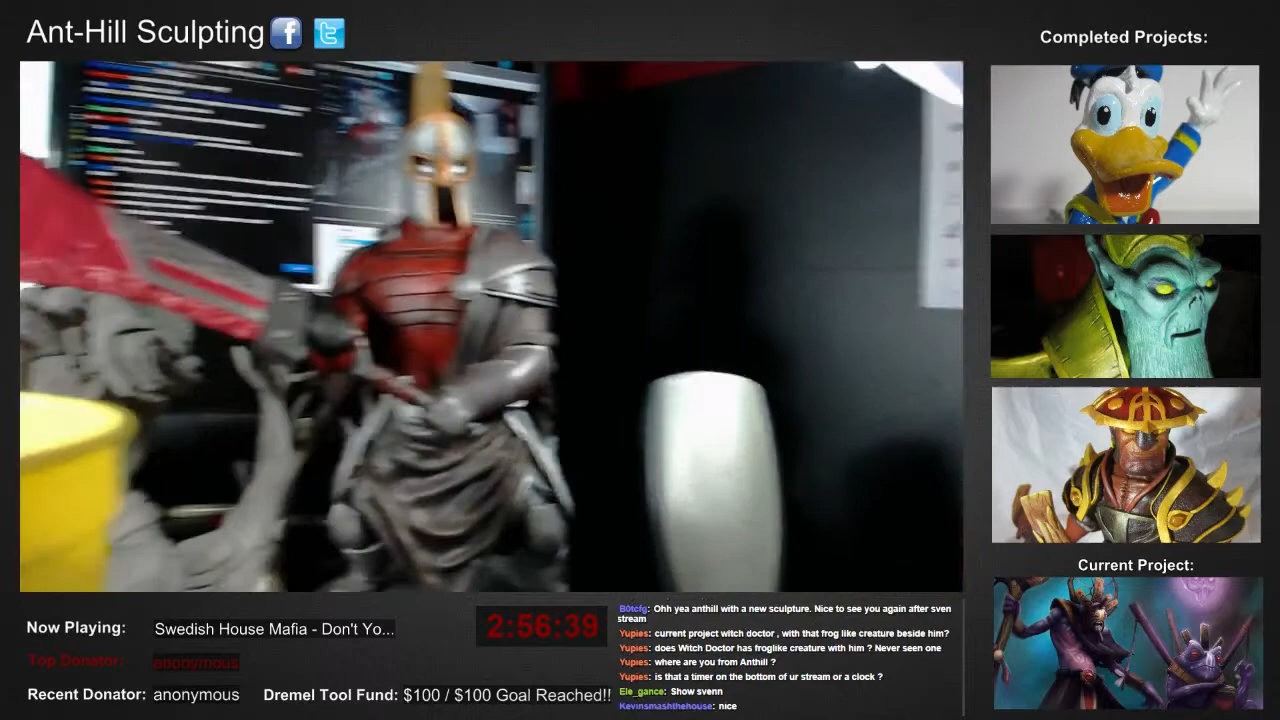 Ant-Hill Sculpting
Completed Projects:
Current Project:
Now Playing: Swedish House Mafia - Don't Yo...
2:56:39
Top Donator: anonymous
Recent Donator: anonymous
Dremel Tool Fund: $100 / $100 Goal Reached!!
B0tcfg: Ohh yea anthill with a new sculpture. Nice to see you again after sven
stream
Yupies: current project witch doctor , with that frog like creature beside him?
Yupies: does Witch Doctor has froglike creature with him ? Never seen one
Yupies: where are you from Anthill ?
Yupies: is that a timer on the bottom of ur stream or a clock ?
Ele_gance: Show svenn
Kevinsmashthehouse: nice